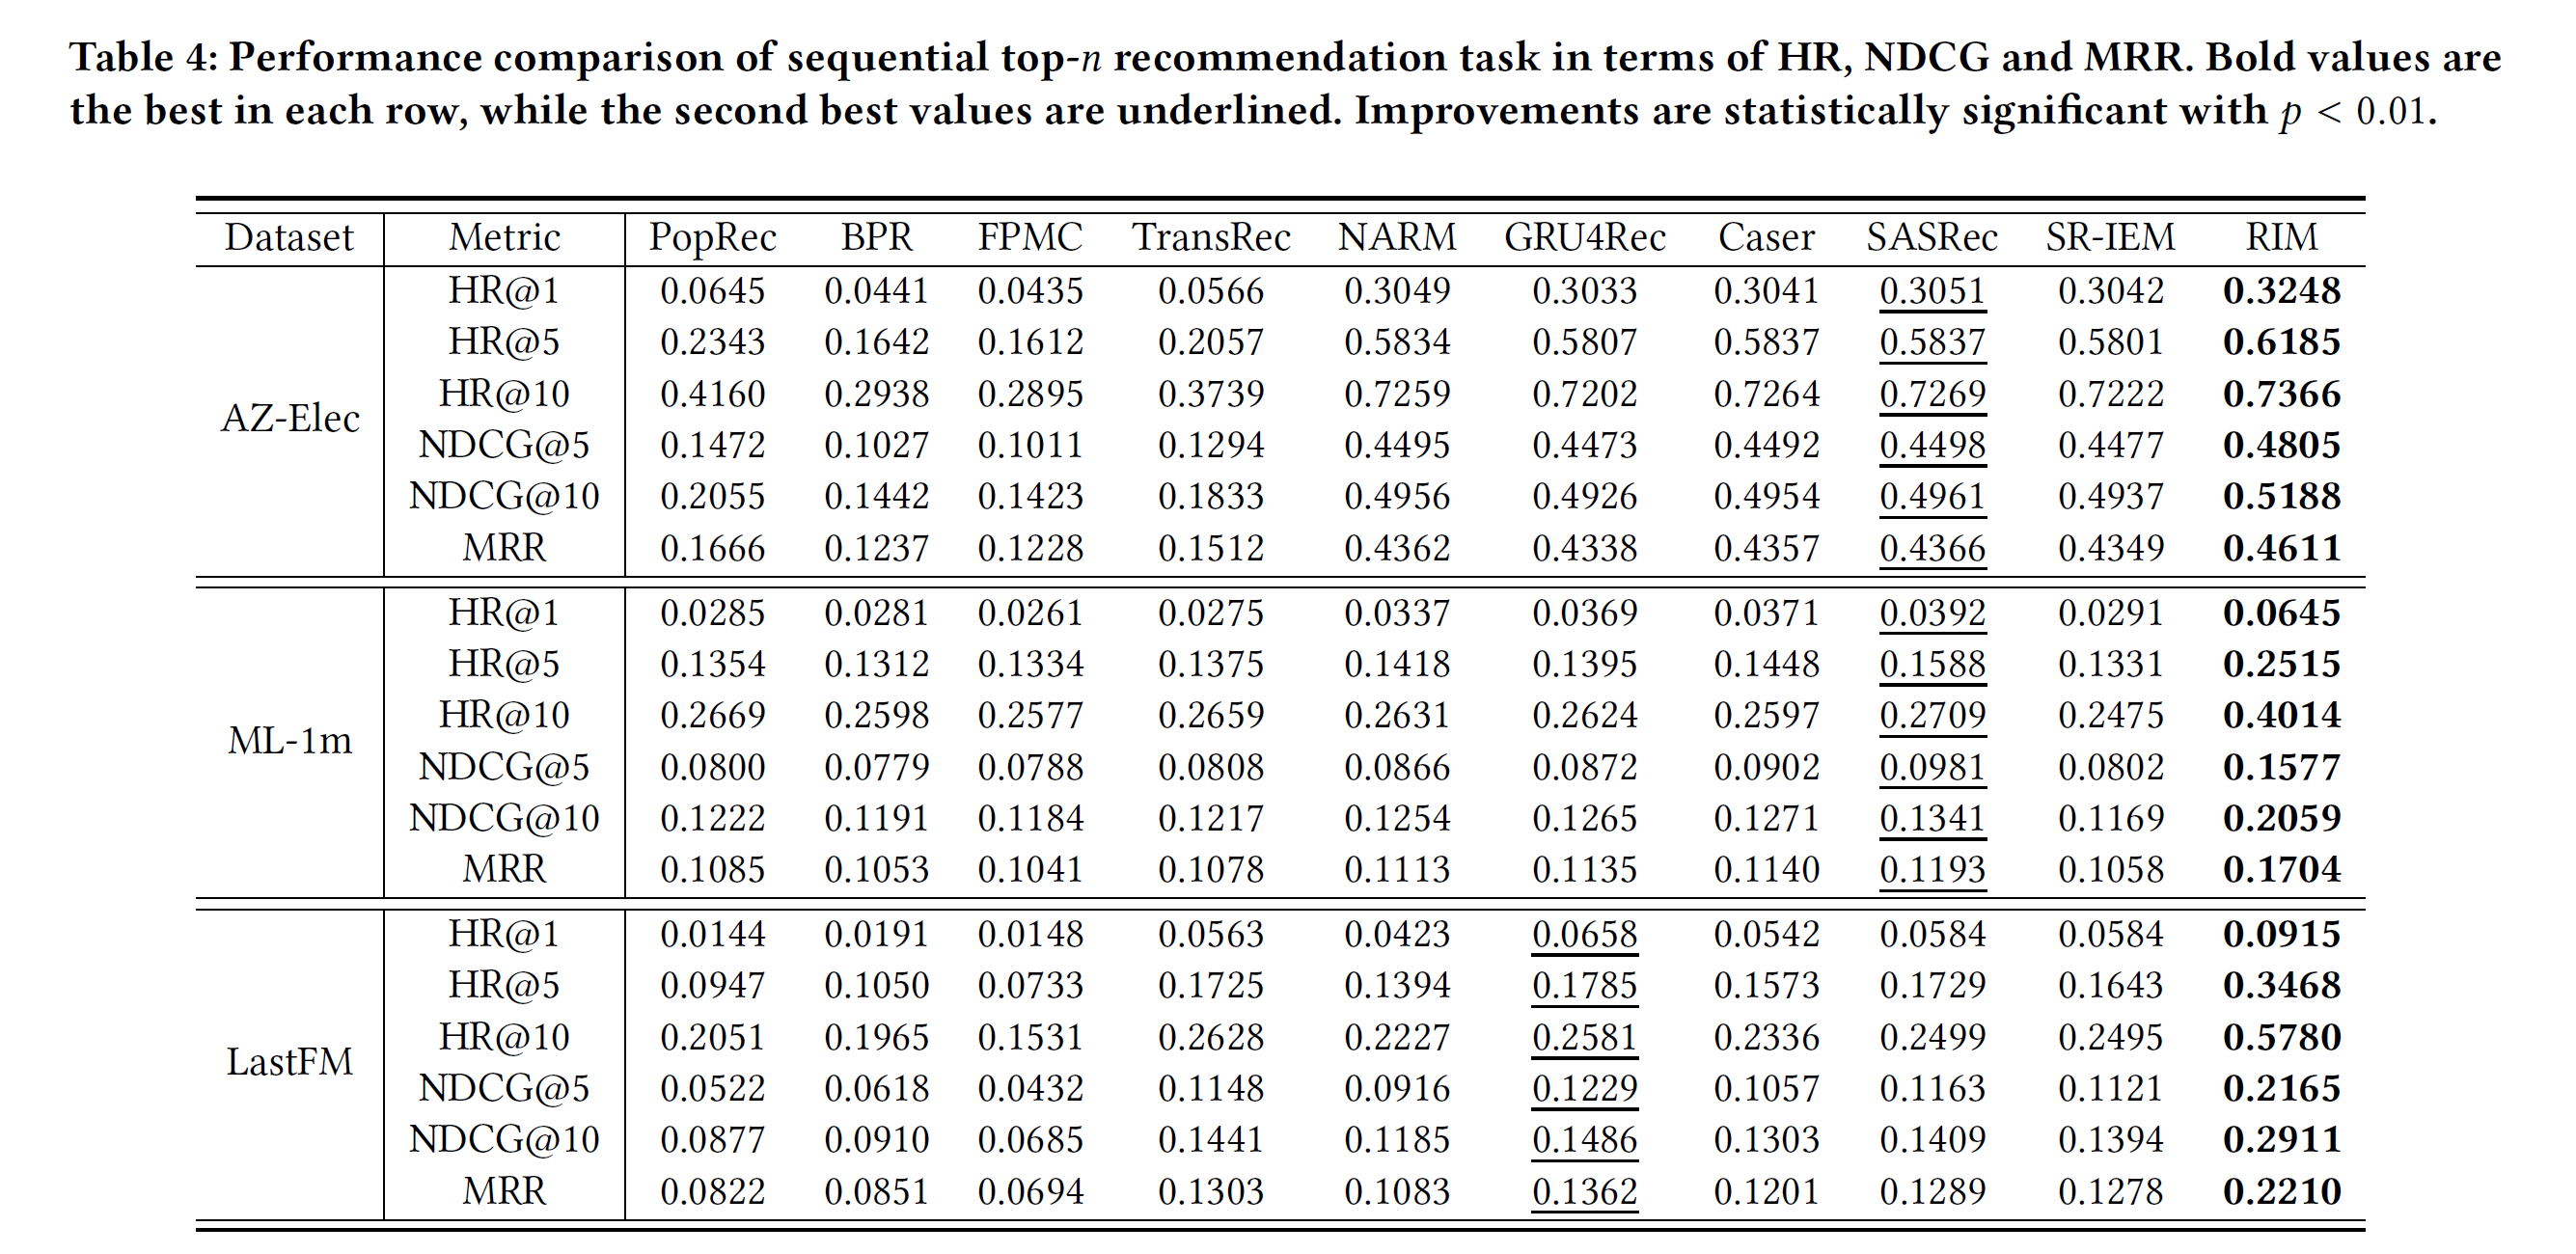 Table 4: Performance comparison of sequential top-n recommendation task in terms of HR, NDCG and MRR. Bold values are
the best in each row, while the second best values are underlined. Improvements are statistically significant with p < 0.01.
Dataset Metric PopRec BPR FPMC TransRec NARM GRU4Rec Caser SASRec SR-IEM RIM
HR@1 0.0645 0.0441 0.0435 0.0566 0.3049 0.3033 0.3041 0.3051 0.3042 0.3248
HR@5 0.2343 0.1642 0.1612 0.2057 0.5834 0.5807 0.5837 0.5837 0.5801 0.6185
HR@10 0.4160 0.2938 0.2895 0.3739 0.7259 0.7202 0.7264 0.7269 0.7222 0.7366
AZ-Elec
NDCG@5 0.1472 0.1027 0.1011 0.1294 0.4495 0.4473 0.4492 0.4498 0.4477 0.4805
NDCG@10 0.2055 0.1442 0.1423 0.1833 0.4956 0.4926 0.4954 0.4961 0.4937 0.5188
MRR 0.1666 0.1237 0.1228 0.1512 0.4362 0.4338 0.4357 0.4366 0.4349 0.4611
HR@1 0.0285 0.0281 0.0261 0.0275 0.0337 0.0369 0.0371 0.0392 0.0291 0.0645
HR@5 0.1354 0.1312 0.1334 0.1375 0.1418 0.1395 0.1448 0.1588 0.1331 0.2515
HR@10 0.2669 0.2598 0.2577 0.2659 0.2631 0.2624 0.2597 0.2709 0.2475 0.4014
ML-1m
NDCG@5 0.0800 0.0779 0.0788 0.0808 0.0866 0.0872 0.0902 0.0981 0.0802 0.1577
NDCG@10 0.1222 0.1191 0.1184 0.1217 0.1254 0.1265 0.1271 0.1341 0.1169 0.2059
MRR 0.1085 0.1053 0.1041 0.1078 0.1113 0.1135 0.1140 0.1193 0.1058 0.1704
HR@1 0.0144 0.0191 0.0148 0.0563 0.0423 0.0658 0.0542 0.0584 0.0584 0.0915
HR@5 0.0947 0.1050 0.0733 0.1725 0.1394 0.1785 0.1573 0.1729 0.1643 0.3468
HR@10 0.2051 0.1965 0.1531 0.2628 0.2227 0.2581 0.2336 0.2499 0.2495 0.5780
LastFM
NDCG@5 0.0522 0.0618 0.0432 0.1148 0.0916 0.1229 0.1057 0.1163 0.1121 0.2165
NDCG@10 0.0877 0.0910 0.0685 0.1441 0.1185 0.1486 0.1303 0.1409 0.1394 0.2911
MRR 0.0822 0.0851 0.0694 0.1303 0.1083 0.1362 0.1201 0.1289 0.1278 0.2210